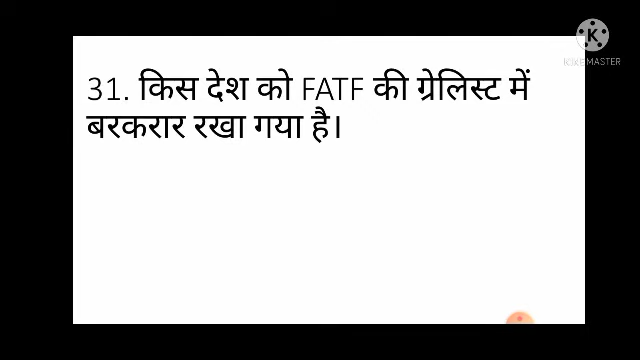 31. किस देश को FATF की ग्रेलिस्ट में
बरकरार रखा गया है।
K
KINEMASTER